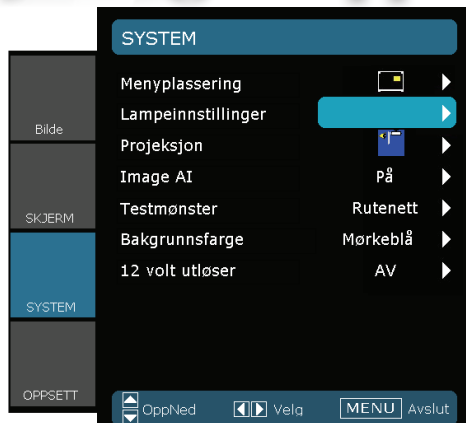 SYSTEM
Menyplassering
Lampeinnstillinger
Projeksjon
Image AI På
Testmønster Rutenett
Bakgrunnsfarge Mørkeblå
12 volt utløser AV
Bilde
SKJERM
SYSTEM
OPPSETT
OppNed Velg MENU Avslut